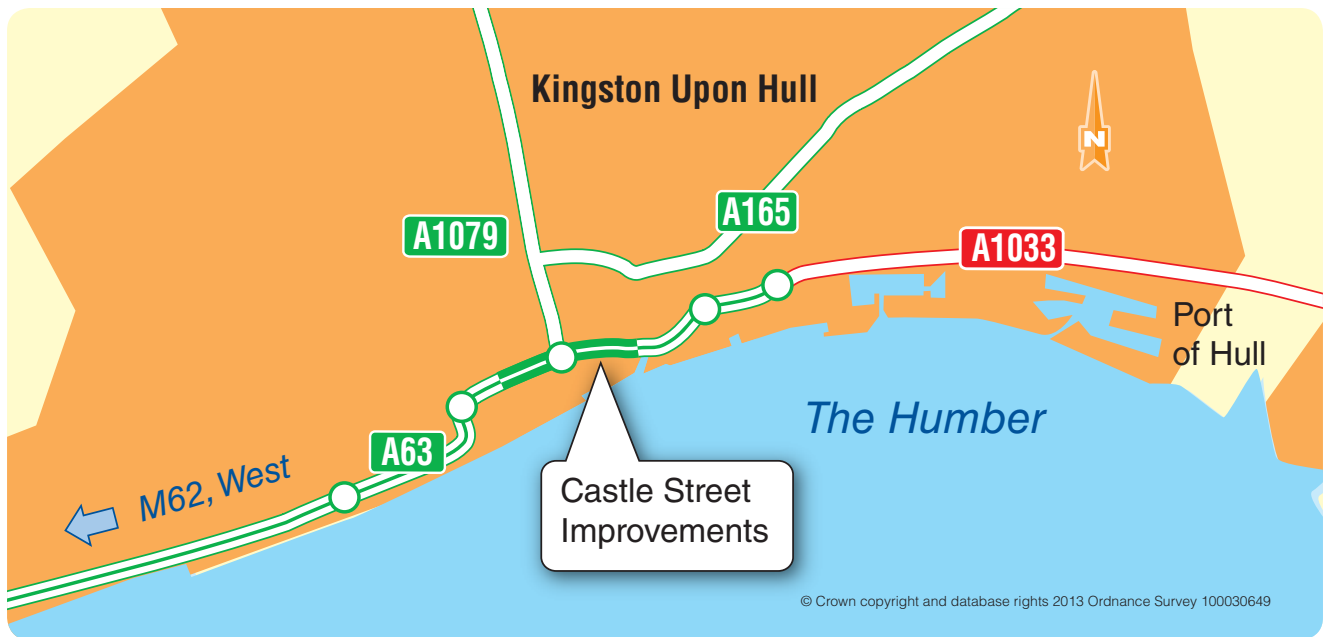 Kingston Upon Hull
N
A165
A1079
A1033
Port
of Hull
The Humber
A63
M62, West
Castle Street
Improvements
© Crown copyright and database rights 2013 Ordnance Survey 100030649